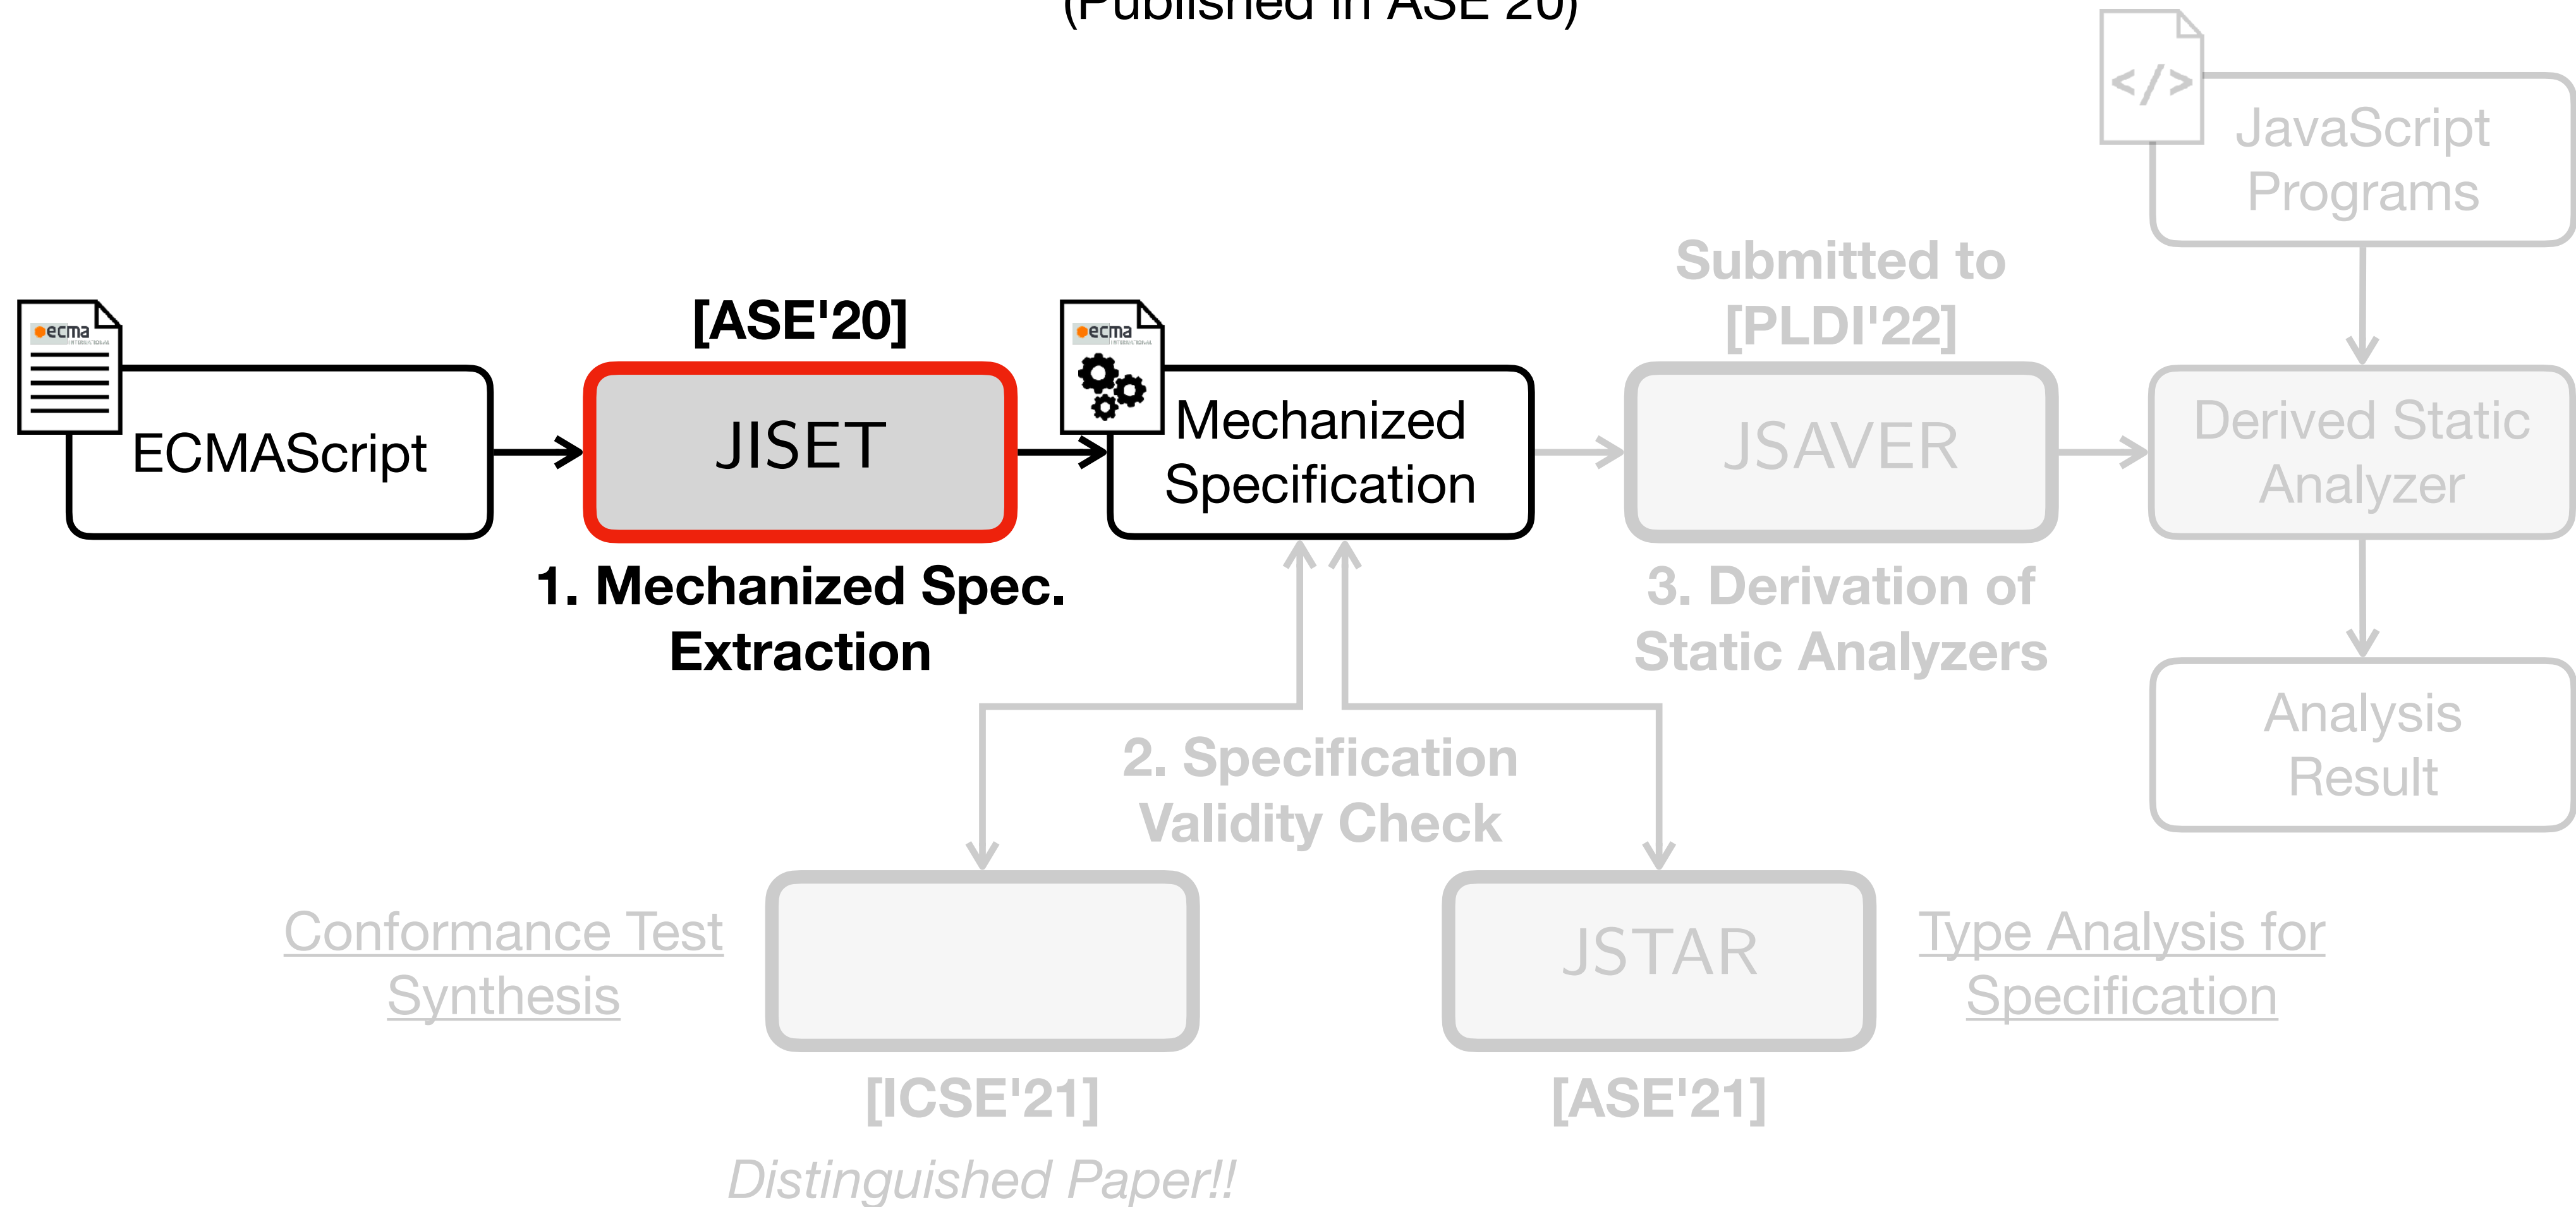 (Published in ASE'20)
</>
JavaScript
Programs
Submitted to
[PLDI'22]
[ASE'20]
ecma
ecma
ECMAScript
JISET
Mechanized
Specification
JSAVER
Derived Static
Analyzer
1. Mechanized Spec.
Extraction
3. Derivation of
Static Analyzers
Analysis
Result
2. Specification
Validity Check
Conformance Test
Synthesis
JSTAR
Type Analysis for
Specification
[ICSE'21]
[ASE'21]
Distinguished Paper!!